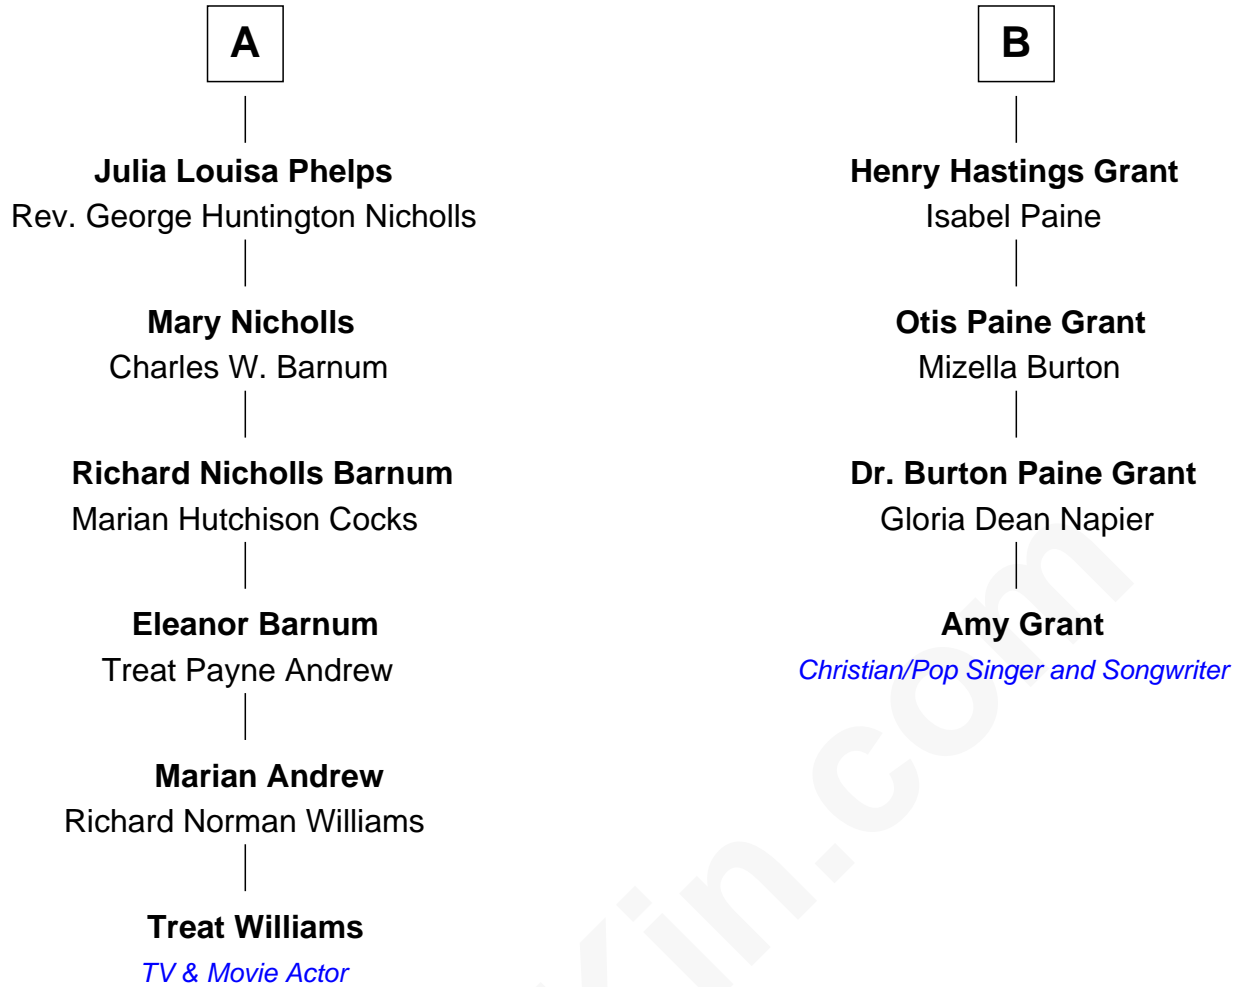 A
Julia Louisa Phelps
Rev. George Huntington Nicholls
Mary Nicholls
Charles W. Barnum
Richard Nicholls Barnum
Marian Hutchison Cocks
Eleanor Barnum
Treat Payne Andrew
Marian Andrew
Richard Norman Williams
Treat Williams
TV & Movie Actor
B
Henry Hastings Grant
Isabel Paine
Otis Paine Grant
Mizella Burton
Dr. Burton Paine Grant
Gloria Dean Napier
Amy Grant
Christian/Pop Singer and Songwriter
Kin.com